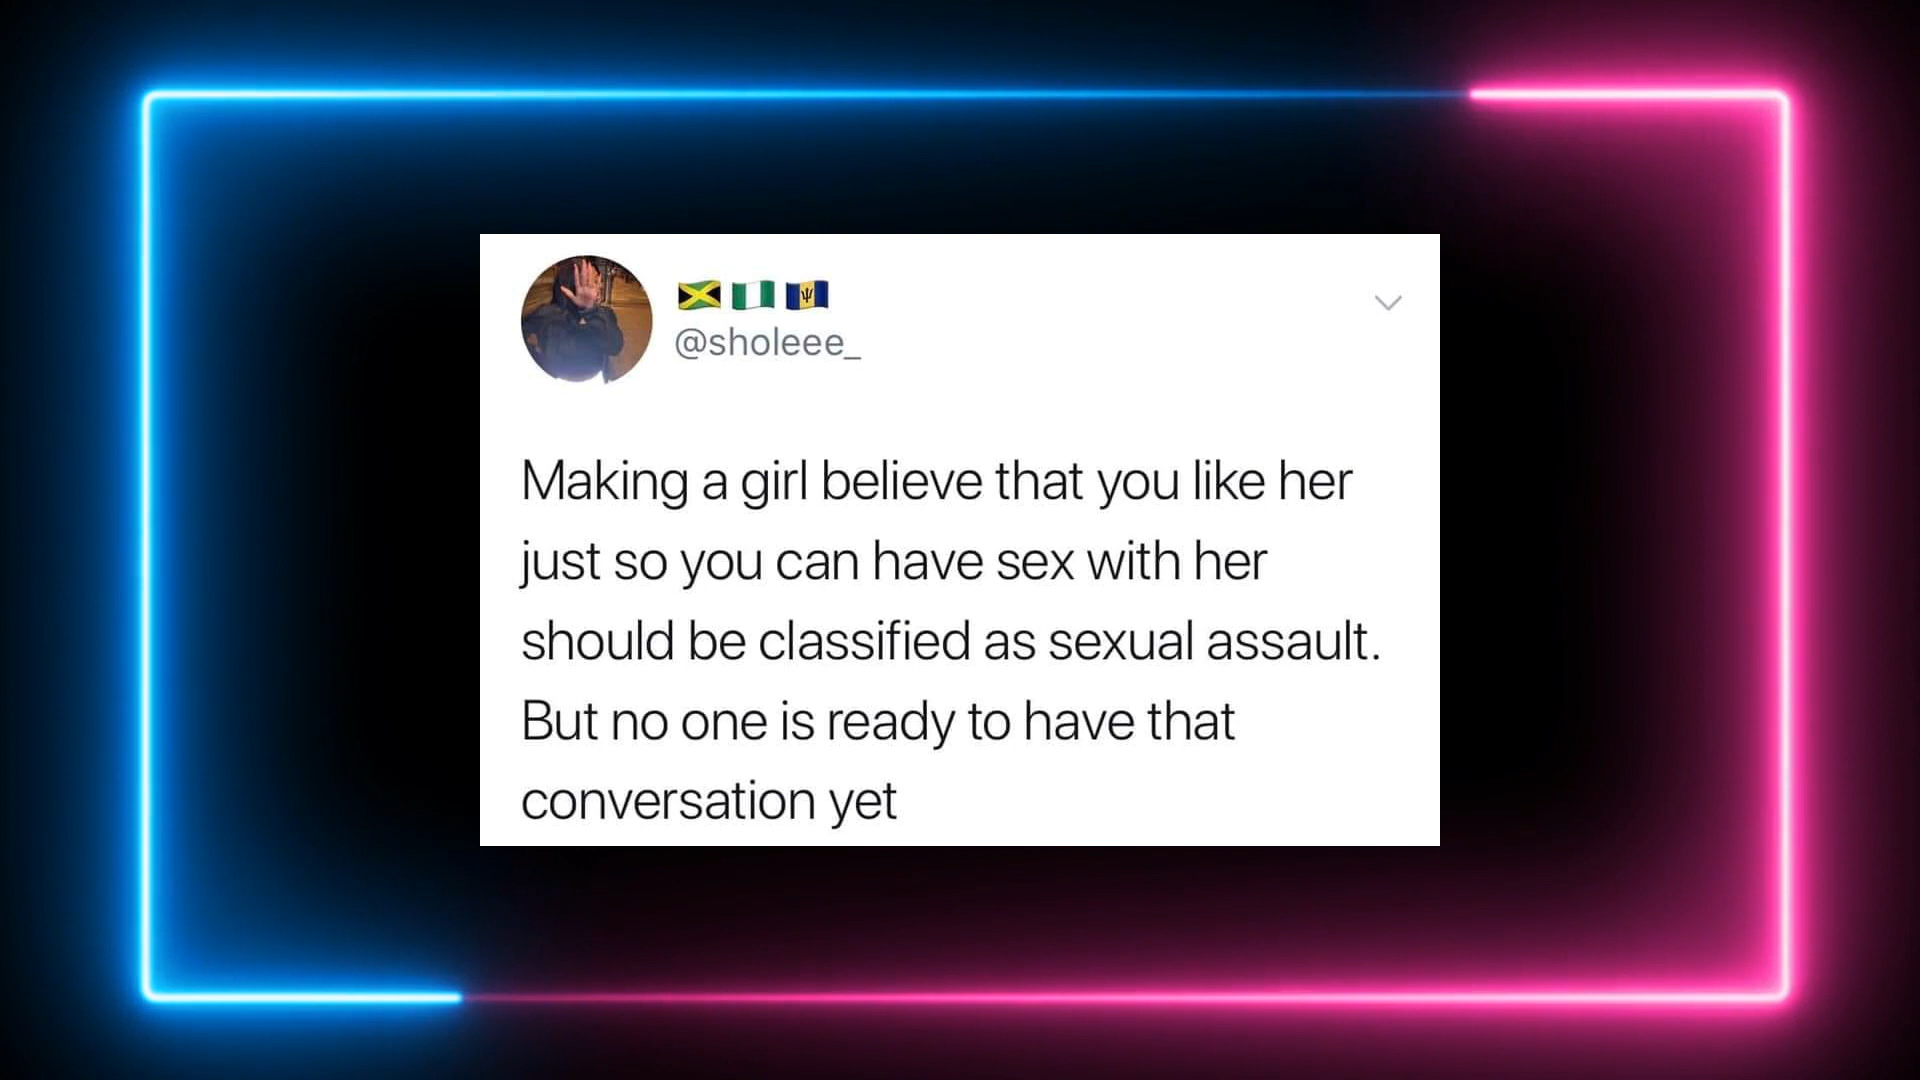 🇯🇲 🇳🇬 🇧🇧
@sholeee_
Making a girl believe that you like her
just so you can have sex with her
should be classified as sexual assault.
But no one is ready to have that
conversation yet